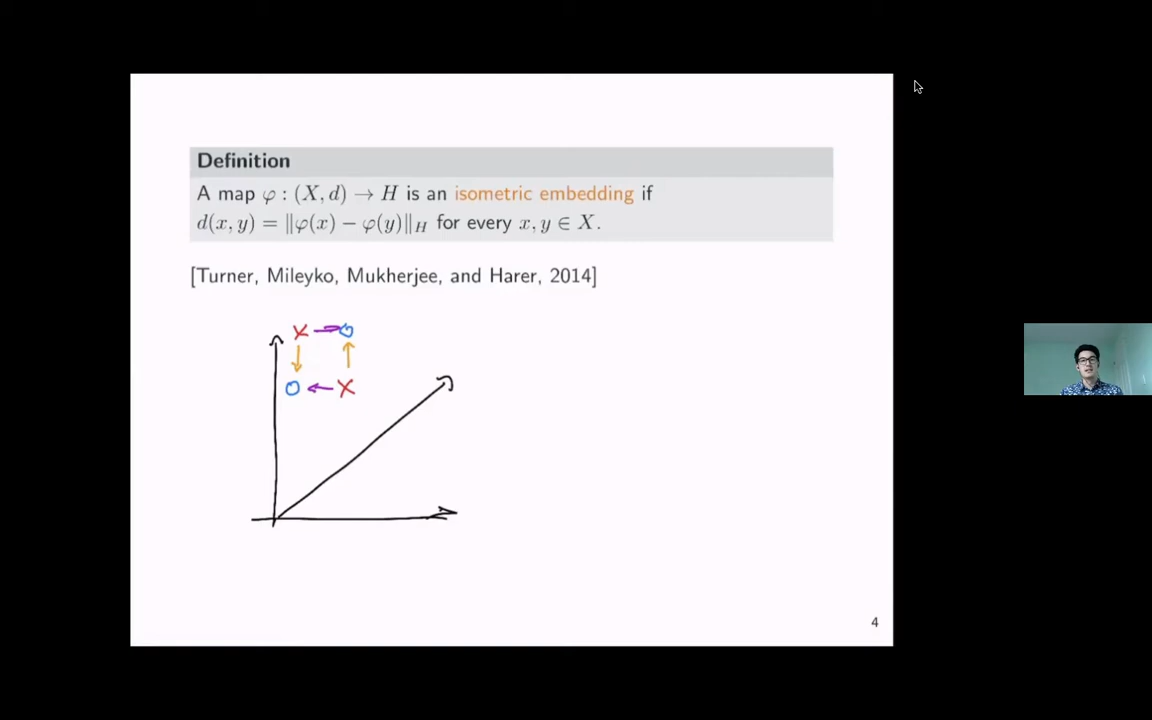 Definition
A map φ : (X, d) → H is an isometric embedding if
d(x, y) = ‖φ(x) − φ(y)‖_H for every x, y ∈ X.
[Turner, Mileyko, Mukherjee, and Harer, 2014]
X → O
O ← X
4